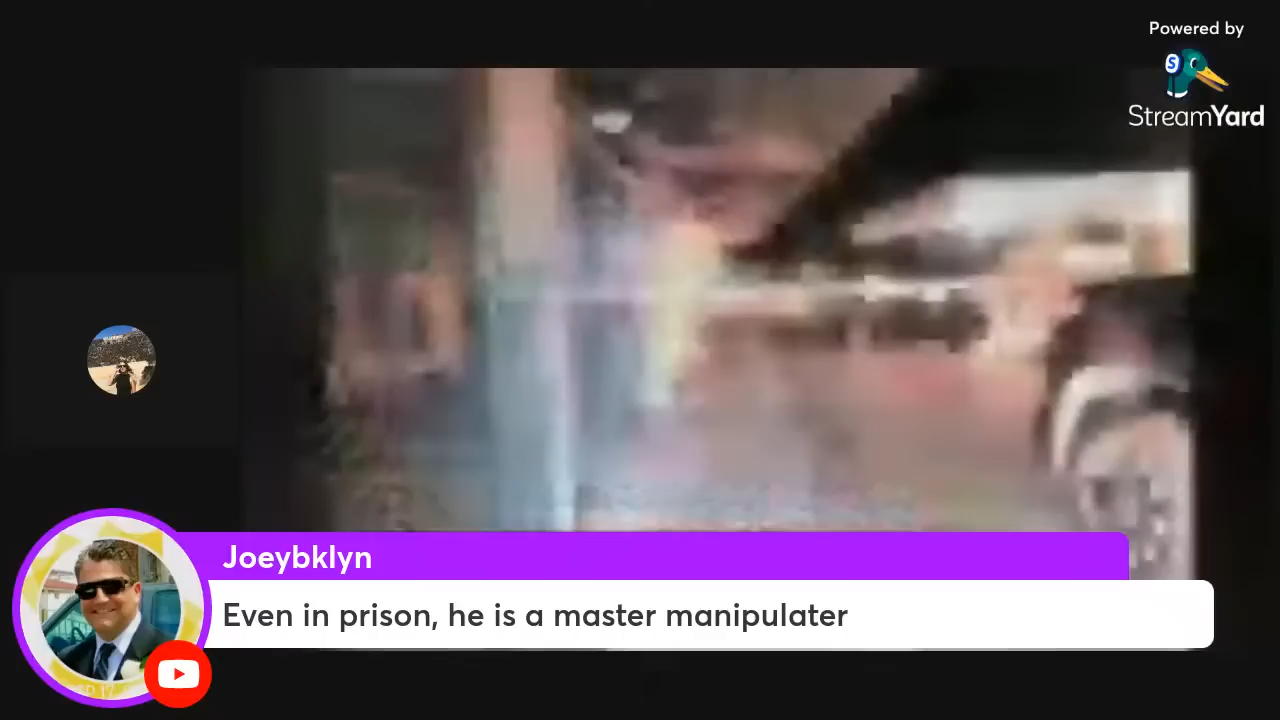 Powered by
StreamYard
Joeybklyn
Even in prison, he is a master manipulater